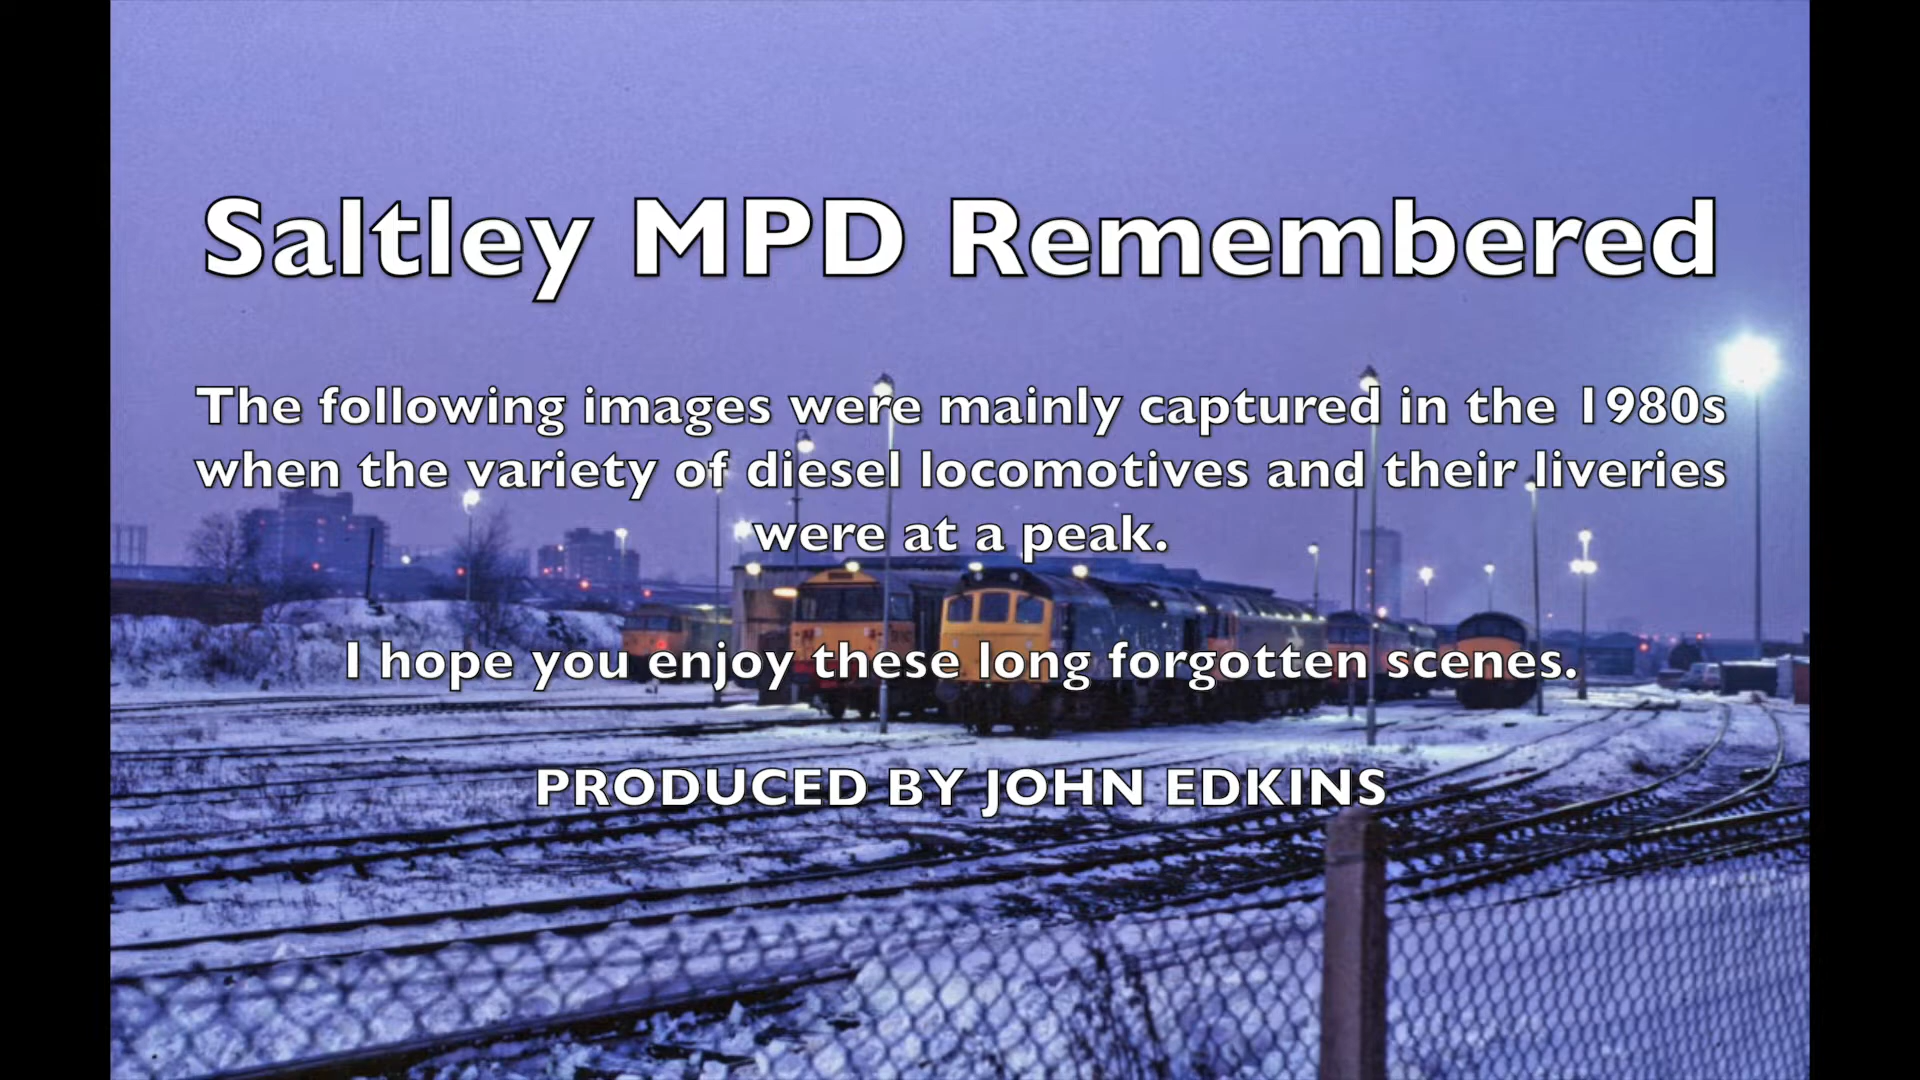 Saltley MPD Remembered
The following images were mainly captured in the 1980s
when the variety of diesel locomotives and their liveries
were at a peak.
I hope you enjoy these long forgotten scenes.
PRODUCED BY JOHN EDKINS